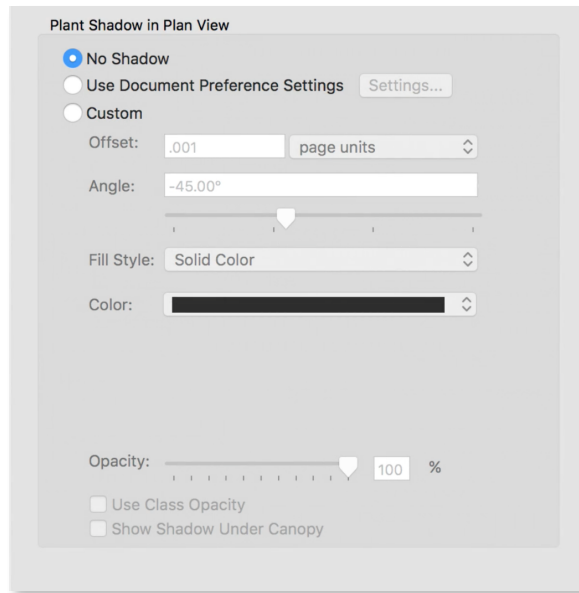 Plant Shadow in Plan View
No Shadow
Use Document Preference Settings Settings...
Custom
Offset: .001 page units
Angle: -45.00°
Fill Style: Solid Color
Color:
Opacity: 100 %
Use Class Opacity
Show Shadow Under Canopy